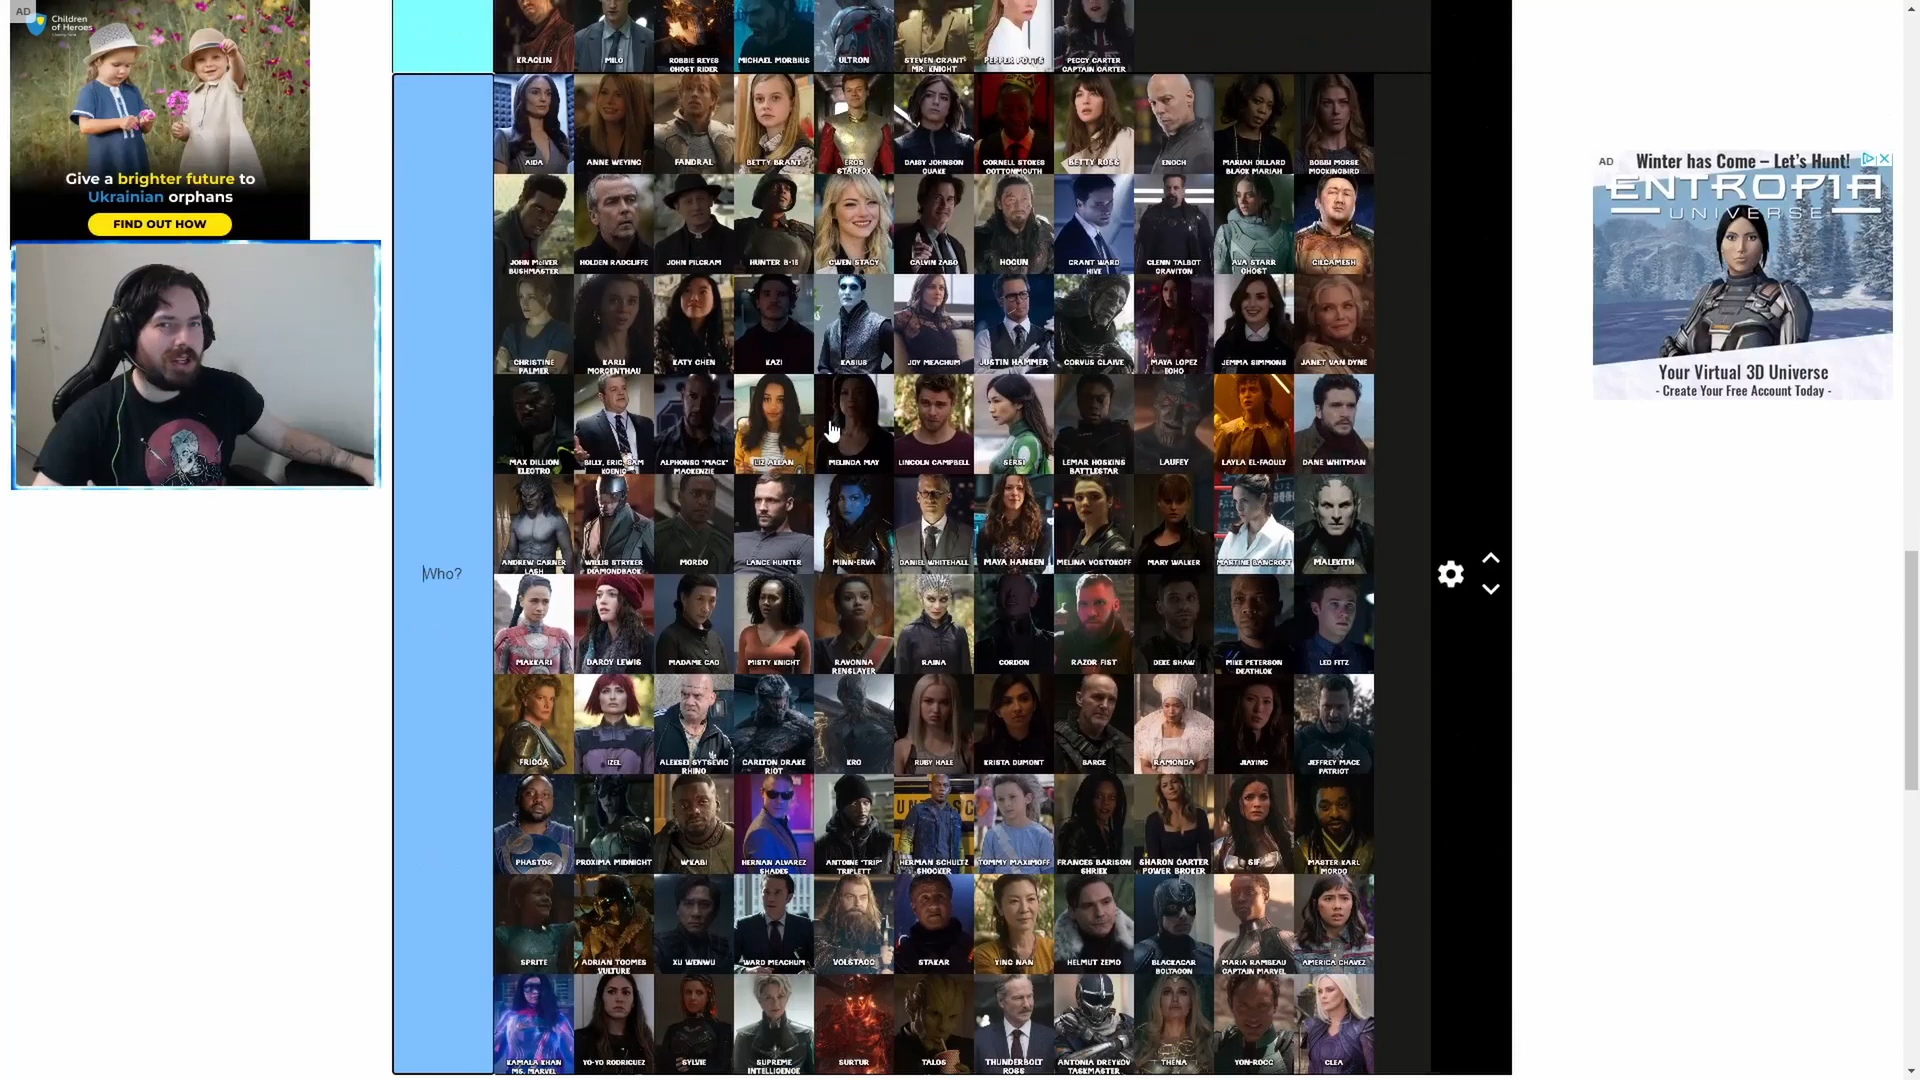 AD
Children
of Heroes
Give a brighter future to
Ukrainian orphans
FIND OUT HOW
KRAGLIN
MILO
ROBBIE REYES
GHOST RIDER
MICHAEL MORBIUS
ULTRON
STEVEN GRANT
MR. KNIGHT
PEPPER POTTS
PEGGY CARTER
CAPTAIN CARTER
Who?
AIDA
ANNE WEYING
FANDRAL
BETTY BRANT
EROS
STARFOX
DAISY JOHNSON
QUAKE
CORNELL STOKES
COTTONMOUTH
BETTY ROSS
ENOCH
MARIAH DILLARD
BLACK MARIAH
BOBBI MORSE
MOCKINGBIRD
JOHN MCIVER
BUSHMASTER
HOLDEN RADCLIFFE
JOHN PILGRAM
HUNTER B-15
GWEN STACY
CALVIN ZABO
HOGUN
GRANT WARD
HIVE
GLENN TALBOT
GRAVITON
AVA STARR
GHOST
GILGAMESH
CHRISTINE
PALMER
KARLI
MORGENTHAU
KATY CHEN
KAZI
KASIUS
JOY MEACHUM
JUSTIN HAMMER
CORVUS GLAIVE
MAYA LOPEZ
ECHO
JEMMA SIMMONS
JANET VAN DYNE
MAX DILLION
ELECTRO
BILLY, ERIC, SAM
KOENIG
ALPHONSO "MACK"
MACKENZIE
LIZ ALLAN
MELINDA MAY
LINCOLN CAMPBELL
SERSI
LEMAR HOSKINS
BATTLESTAR
LAUFEY
LAYLA EL-FAOULY
DANE WHITMAN
ANDREW GARNER
LASH
WILLIS STRYKER
DIAMONDBACK
MORDO
LANCE HUNTER
MINN-ERVA
DANIEL WHITEHALL
MAYA HANSEN
MELINA VOSTOKOFF
MARY WALKER
MARTINE BANCROFT
MALEKITH
MAKKARI
DARCY LEWIS
MADAME GAO
MISTY KNIGHT
RAVONNA
RENSLAYER
RAINA
GORDON
RAZOR FIST
DEKE SHAW
MIKE PETERSON
DEATHLOK
LEO FITZ
FRIGGA
IZEL
ALEKSEI SYTSEVIC
RHINO
CARLTON DRAKE
RIOT
KRO
RUBY HALE
KRISTA DUMONT
SARGE
RAMONDA
JIAYING
JEFFREY MACE
PATRIOT
PHASTOS
PROXIMA MIDNIGHT
W'KABI
HERNAN ALVAREZ
SHADES
ANTOINE "TRIP"
TRIPLETT
HERMAN SCHULTZ
SHOCKER
TOMMY MAXIMOFF
FRANCES BARISON
SHRIEK
SHARON CARTER
POWER BROKER
SIF
MASTER KARL
MORDO
SPRITE
ADRIAN TOOMES
VULTURE
XU WENWU
WARD MEACHUM
VOLSTAGG
STAKAR
YING NAN
HELMUT ZEMO
BLACKAGAR
BOLTAGON
MARIA RAMBEAU
CAPTAIN MARVEL
AMERICA CHAVEZ
KAMALA KHAN
MS. MARVEL
YO-YO RODRIGUEZ
SYLVIE
SUPREME
INTELLIGENCE
SURTUR
TALOS
THUNDERBOLT
ROSS
ANTONIA DREYKOV
TASKMASTER
THENA
YON-ROGG
CLEA
AD
Winter has Come – Let's Hunt!
ENTROPIA
UNIVERSE
Your Virtual 3D Universe
- Create Your Free Account Today -